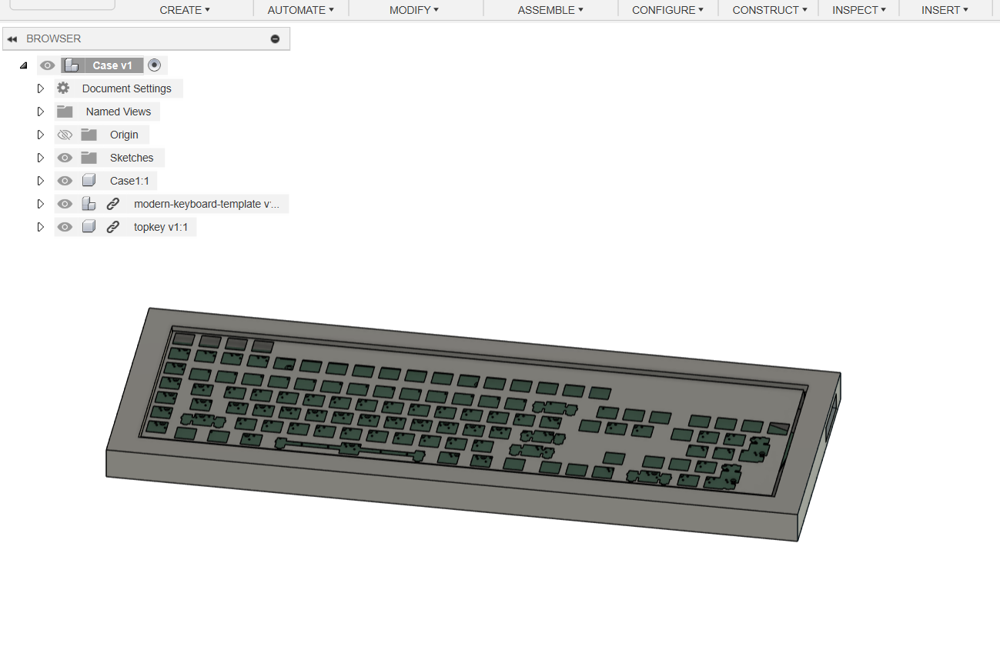 CREATE AUTOMATE MODIFY ASSEMBLE CONFIGURE CONSTRUCT INSPECT INSERT
BROWSER
Case v1
Document Settings
Named Views
Origin
Sketches
Case1:1
modern-keyboard-template v'...
topkey v1:1